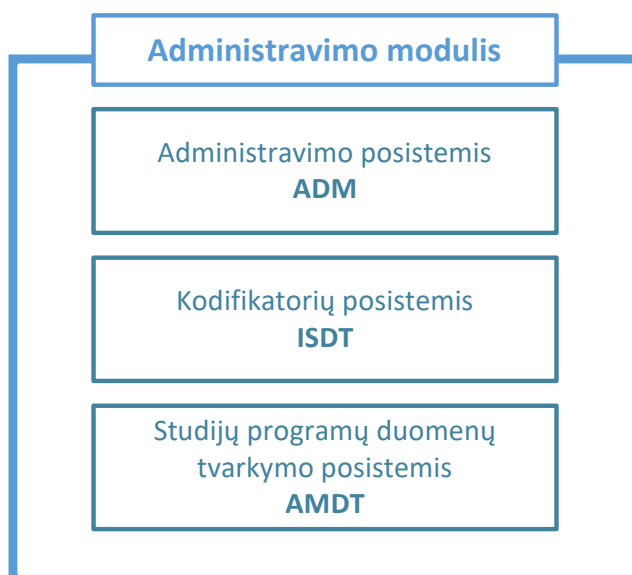 Administravimo modulis
Administravimo posistemis
ADM
Kodifikatorių posistemis
ISDT
Studijų programų duomenų
tvarkymo posistemis
AMDT